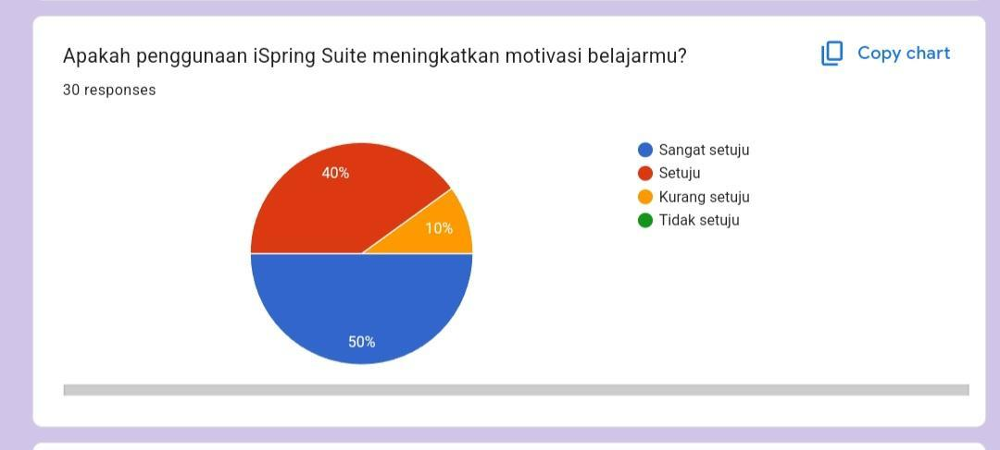 Apakah penggunaan iSpring Suite meningkatkan motivasi belajarmu?
Copy chart
30 responses
Sangat setuju
Setuju
Kurang setuju
Tidak setuju
40%
10%
50%